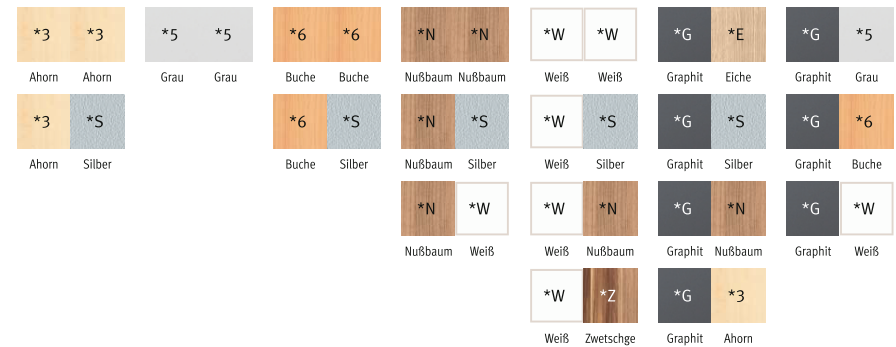 *3 *3 *5 *5 *6 *6 *N *N *W *W *G *E *G *5
Ahorn Ahorn Grau Grau Buche Buche Nußbaum Nußbaum Weiß Weiß Graphit Eiche Graphit Grau
*3 *S *6 *S *N *S *W *S *G *S *G *6
Ahorn Silber Buche Silber Nußbaum Silber Weiß Silber Graphit Silber Graphit Buche
*N *W *W *N *G *N *G *W
Nußbaum Weiß Weiß Nußbaum Graphit Nußbaum Graphit Weiß
*W *Z *G *3
Weiß Zwetschge Graphit Ahorn